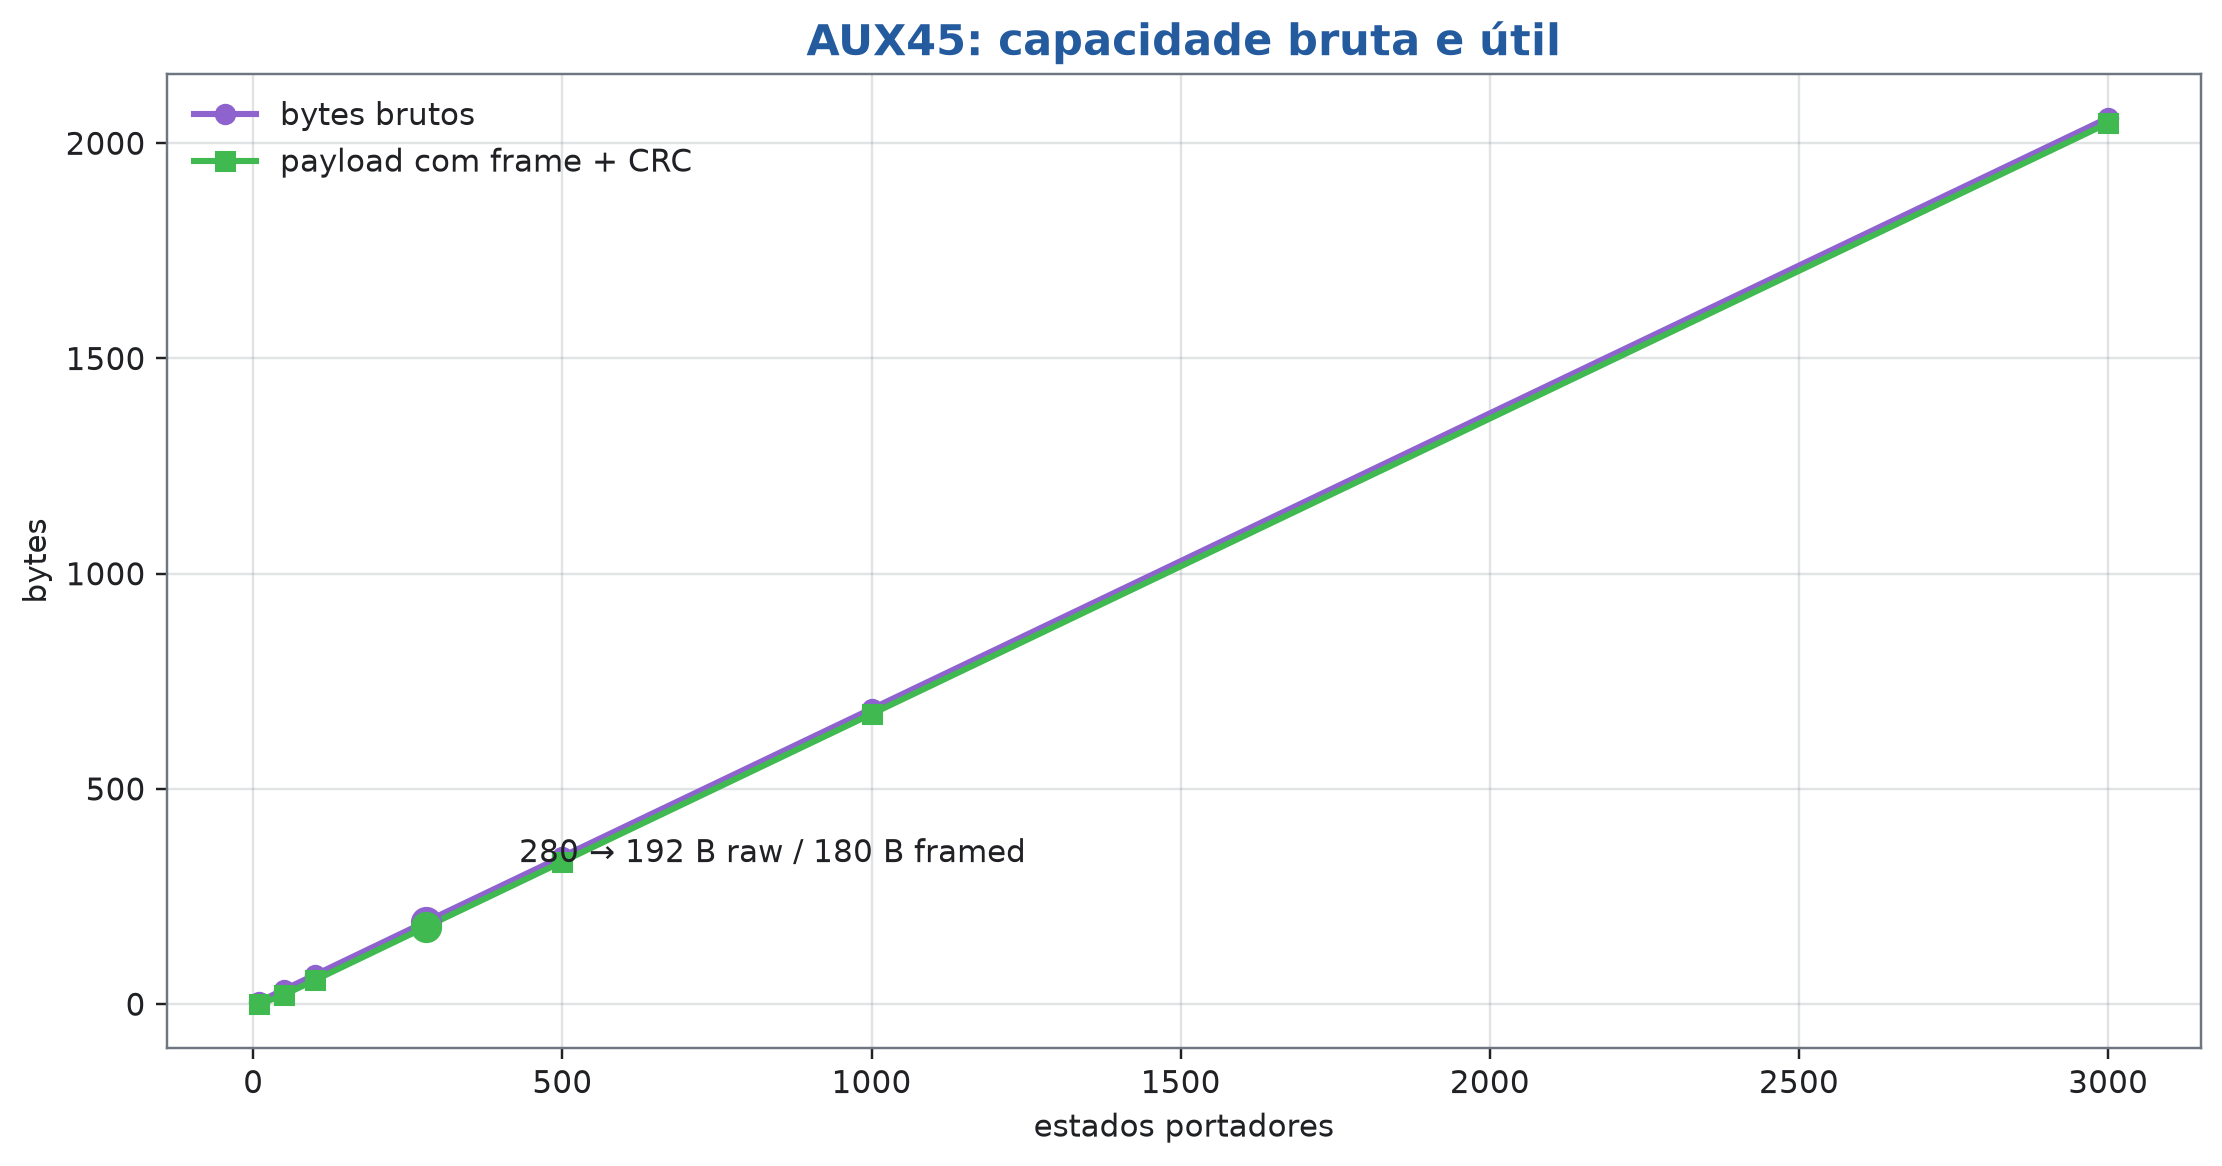 AUX45: capacidade bruta e útil
bytes brutos
payload com frame + CRC
2000
1500
1000
500
0
bytes
280 → 192 B raw / 180 B framed
0
500
1000
1500
2000
2500
3000
estados portadores